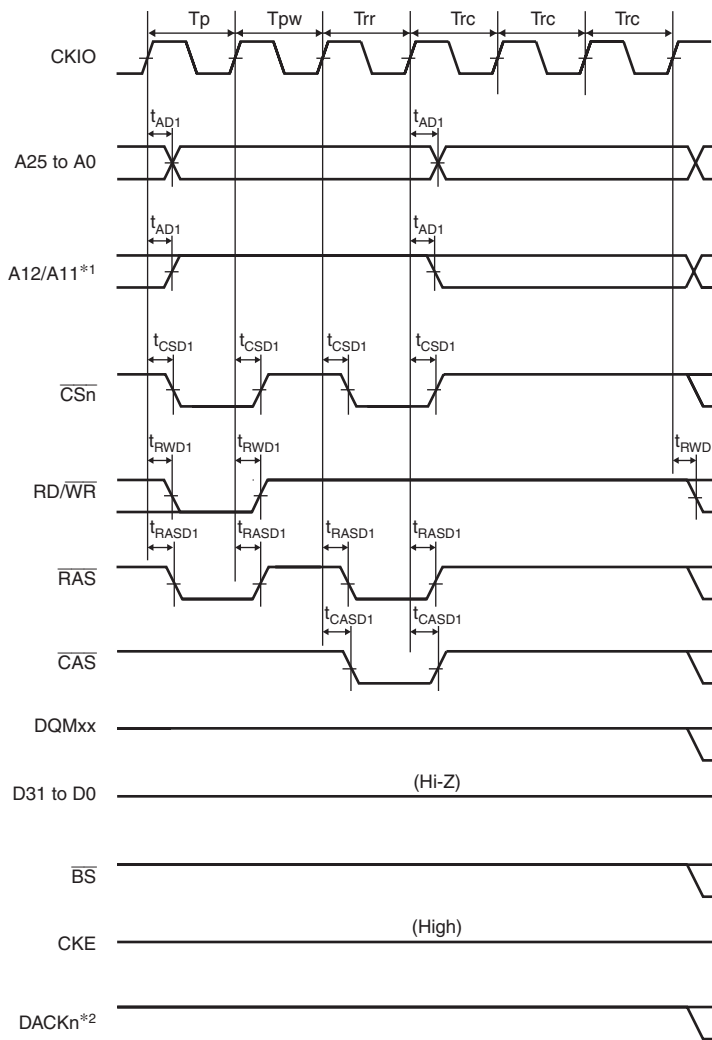 Tp Tpw Trr Trc Trc Trc
CKIO
tAD1 tAD1
A25 to A0
tAD1 tAD1
A12/A11*1
tCSD1 tCSD1 tCSD1 tCSD1
CSn
tRWD1 tRWD1 tRWD
RD/WR
tRASD1 tRASD1 tRASD1 tRASD1
RAS
tCASD1 tCASD1
CAS
DQMxx
(Hi-Z)
D31 to D0
BS
(High)
CKE
DACKn*2